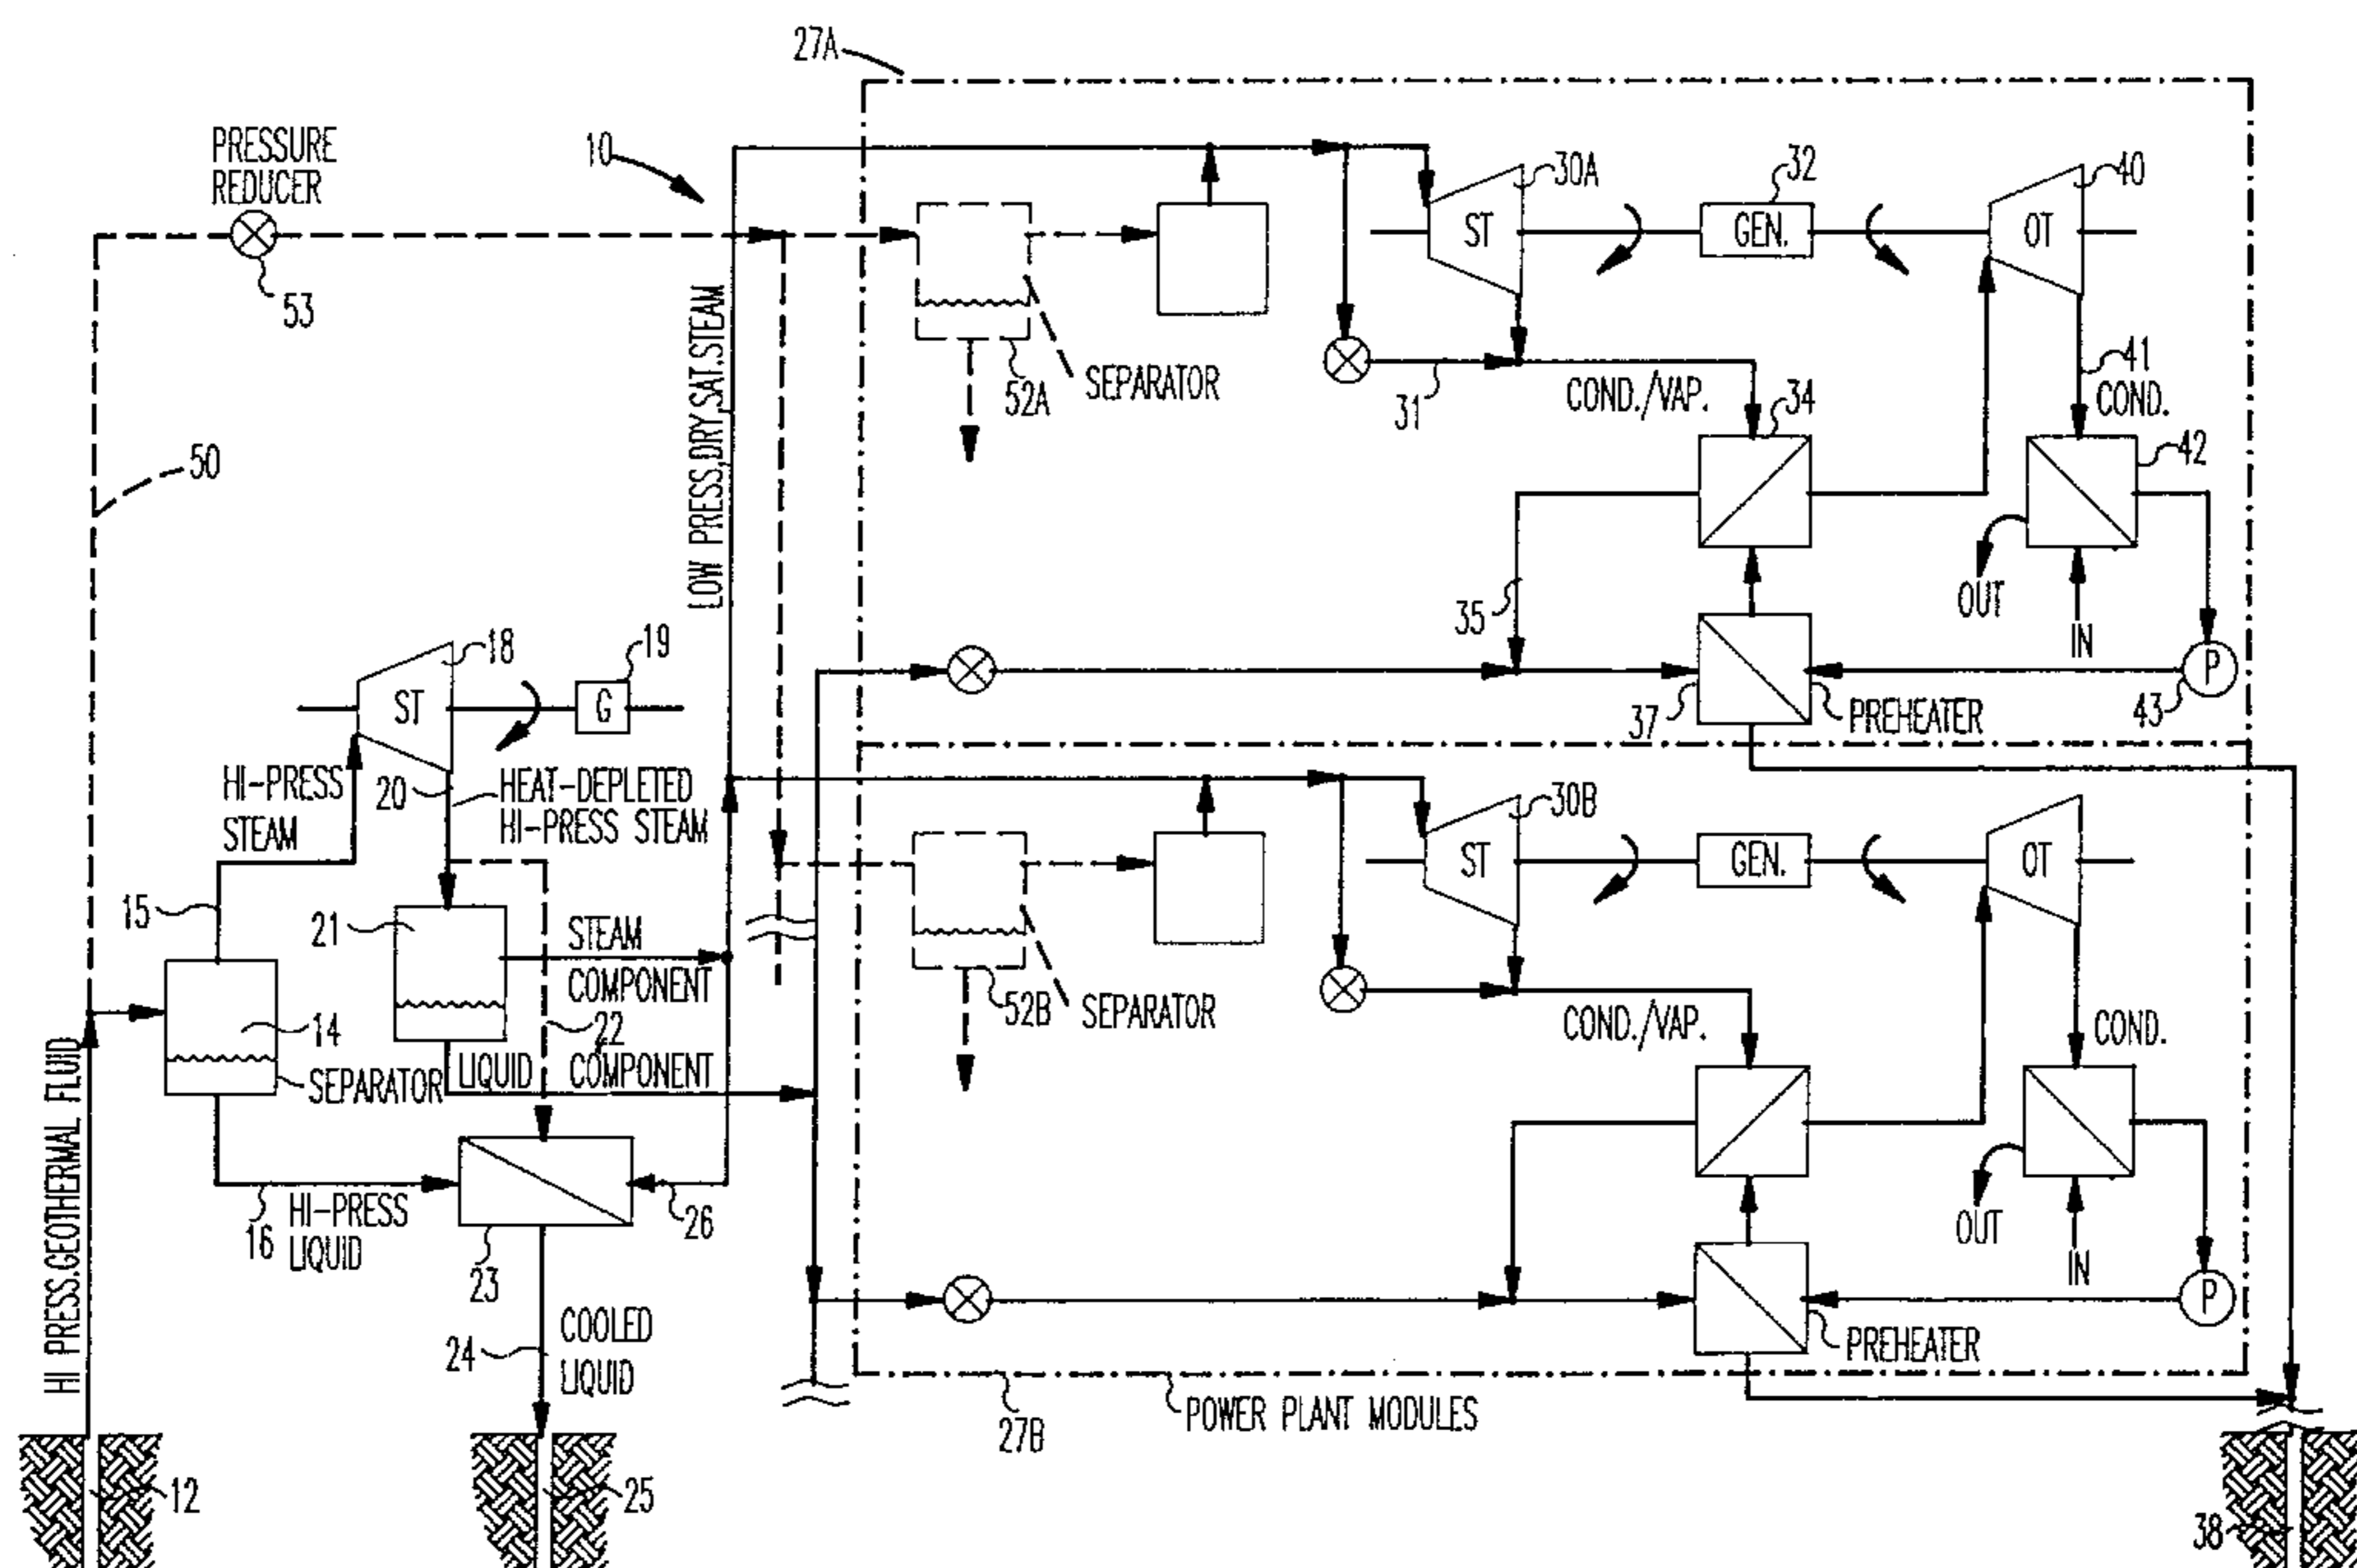 27A
PRESSURE
REDUCER
10
53
50
LOW PRESS,DRY,SAT.STEAM
52A
SEPARATOR
30A
ST
32
GEN.
40
OT
31
COND./VAP.
34
41
COND.
42
35
OUT
IN
P
43
37
PREHEATER
18
ST
19
G
HI-PRESS
STEAM
20
HEAT-DEPLETED
HI-PRESS STEAM
15
21
STEAM
COMPONENT
22
14
SEPARATOR
LIQUID COMPONENT
HI PRESS.GEOTHERMAL FLUID
16
HI-PRESS
LIQUID
23
26
24
COOLED
LIQUID
12
25
30B
ST
GEN.
OT
52B
SEPARATOR
COND./VAP.
COND.
OUT
IN
P
PREHEATER
27B
POWER PLANT MODULES
38